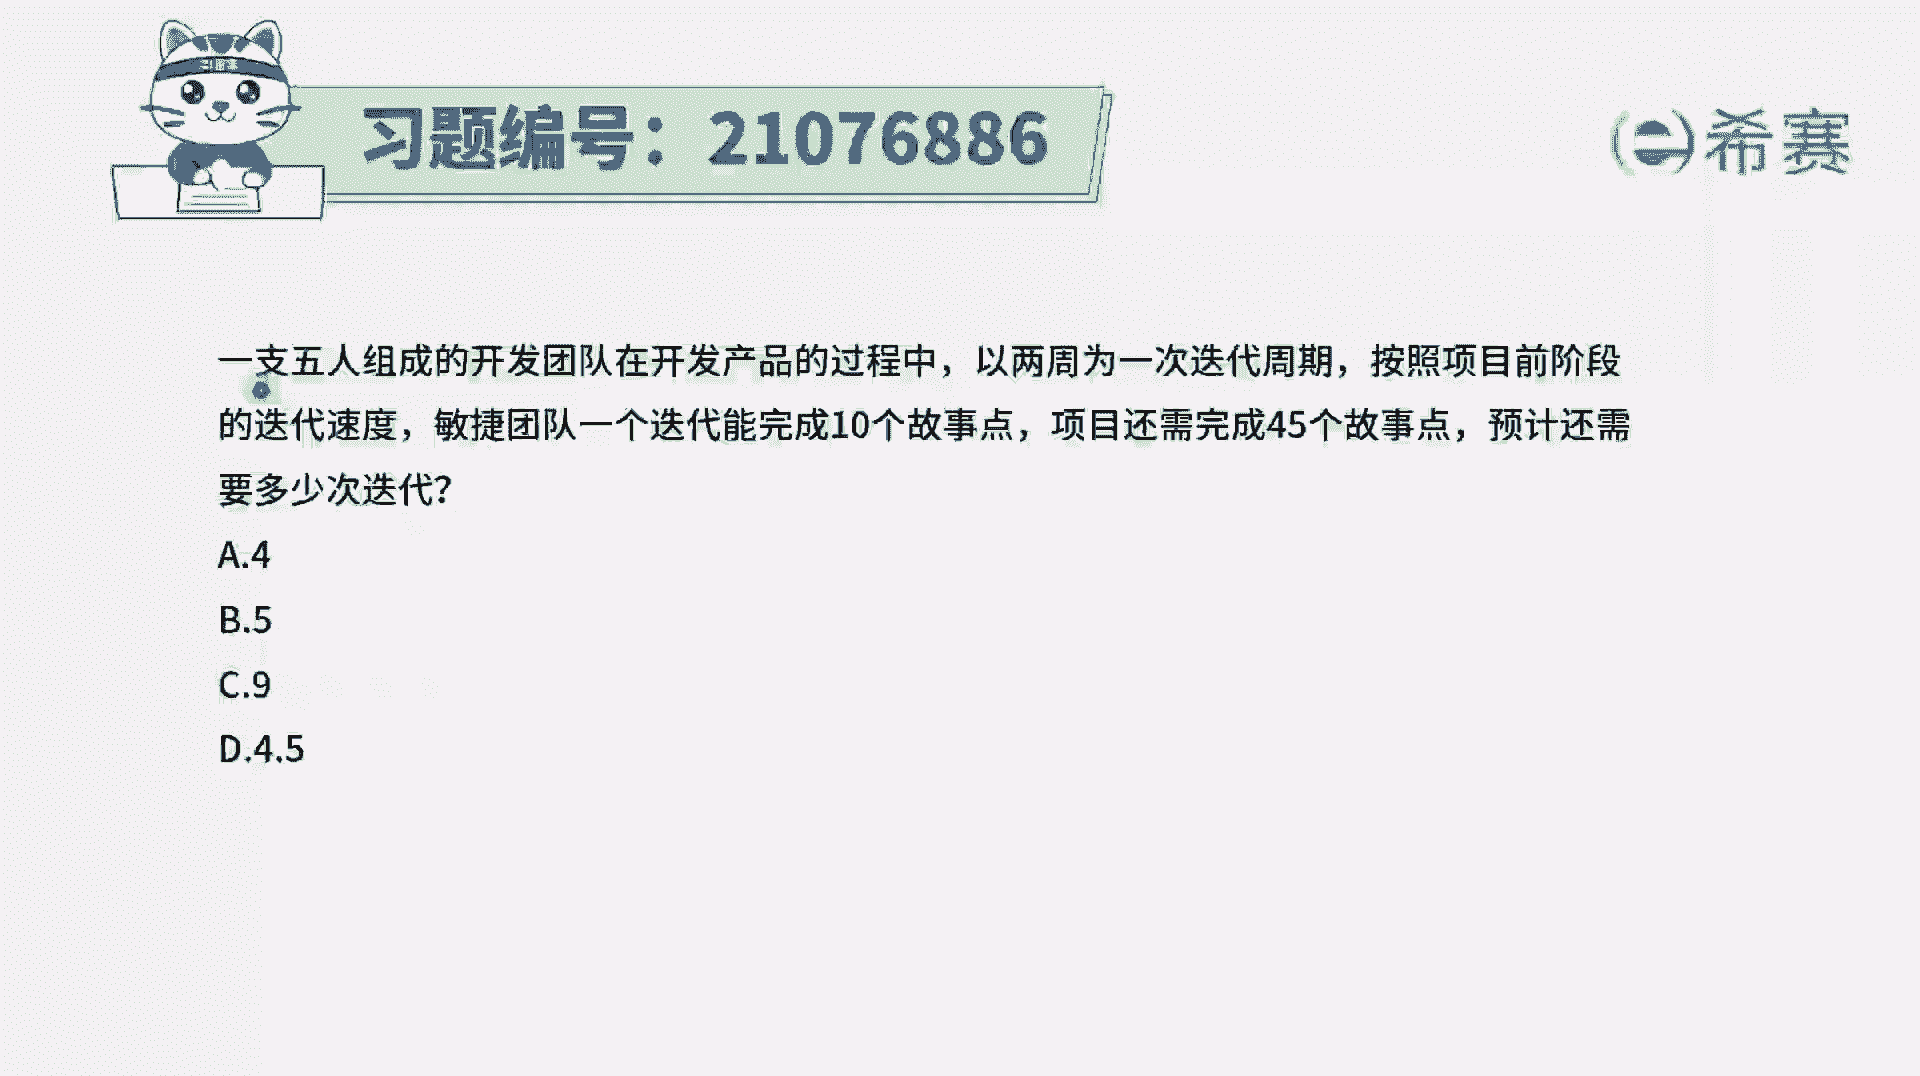 习题编号：21076886
希赛
一支五人组成的开发团队在开发产品的过程中，以两周为一次迭代周期，按照项目前阶段
的迭代速度，敏捷团队一个迭代能完成10个故事点，项目还需完成45个故事点，预计还需
要多少次迭代？
A.4
B.5
C.9
D.4.5